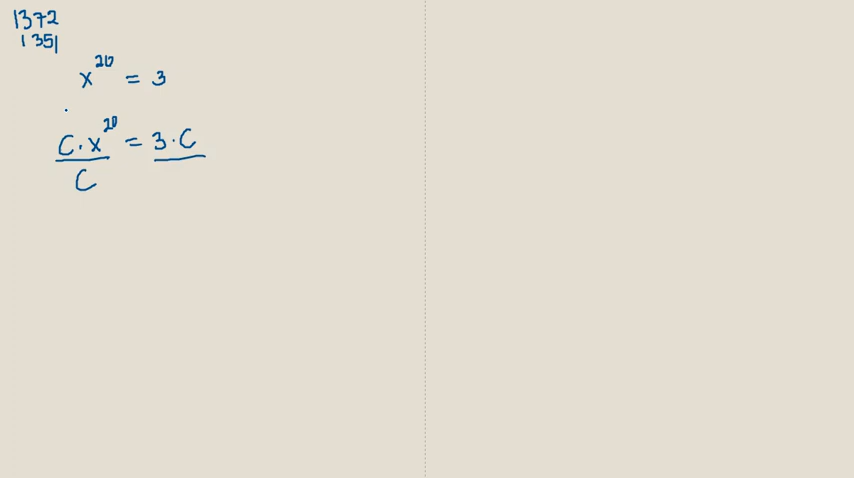 1372
1351
x^20 = 3
C · x^20 = 3 · C
C